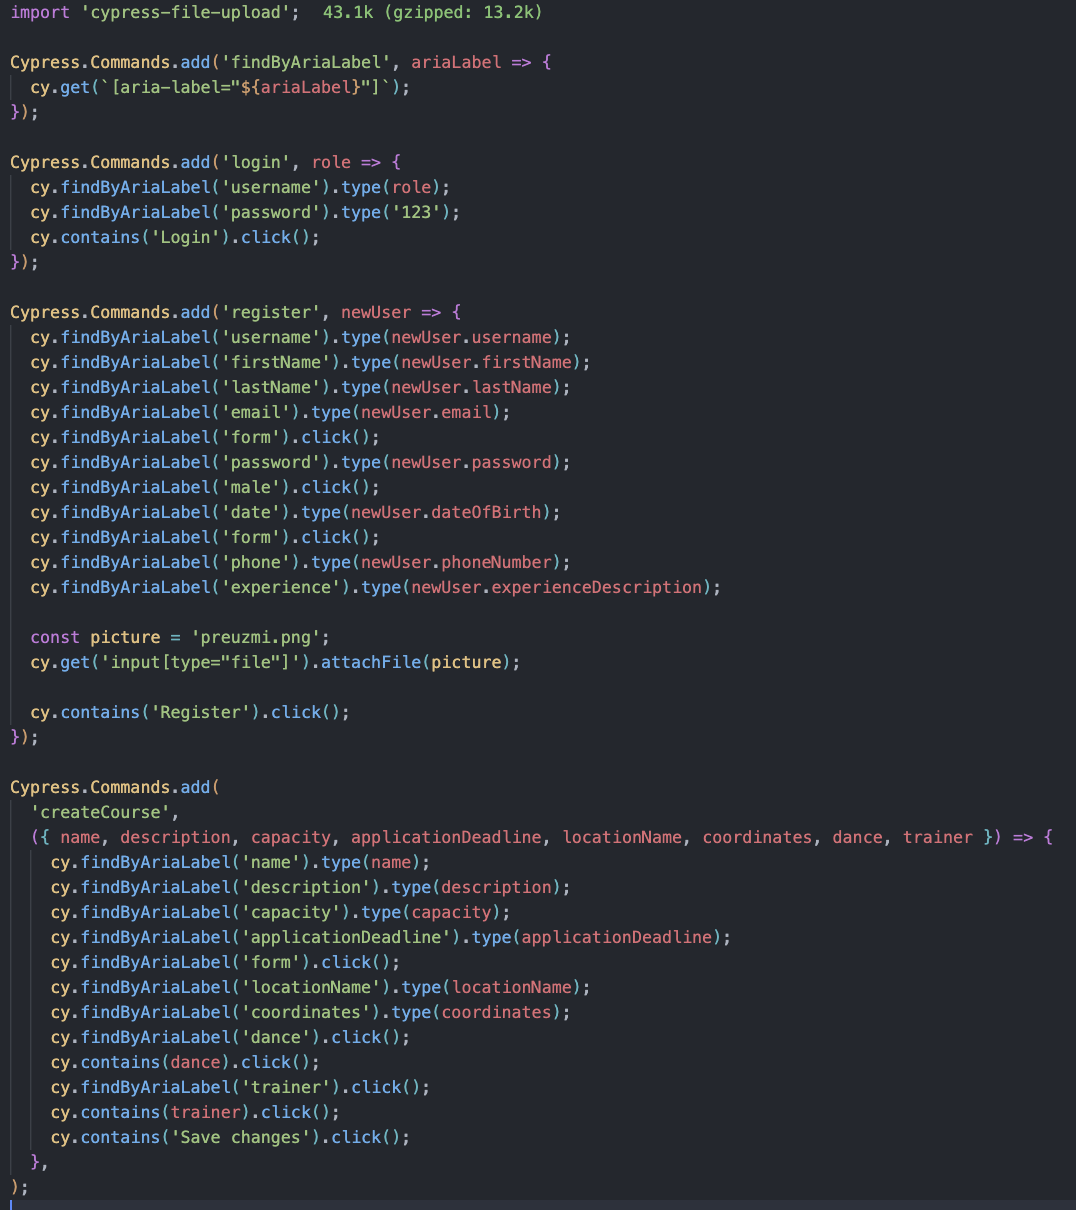 import 'cypress-file-upload';  43.1k (gzipped: 13.2k)

Cypress.Commands.add('findByAriaLabel', ariaLabel => {
  cy.get(`[aria-label="${ariaLabel}"]`);
});

Cypress.Commands.add('login', role => {
  cy.findByAriaLabel('username').type(role);
  cy.findByAriaLabel('password').type('123');
  cy.contains('Login').click();
});

Cypress.Commands.add('register', newUser => {
  cy.findByAriaLabel('username').type(newUser.username);
  cy.findByAriaLabel('firstName').type(newUser.firstName);
  cy.findByAriaLabel('lastName').type(newUser.lastName);
  cy.findByAriaLabel('email').type(newUser.email);
  cy.findByAriaLabel('form').click();
  cy.findByAriaLabel('password').type(newUser.password);
  cy.findByAriaLabel('male').click();
  cy.findByAriaLabel('date').type(newUser.dateOfBirth);
  cy.findByAriaLabel('form').click();
  cy.findByAriaLabel('phone').type(newUser.phoneNumber);
  cy.findByAriaLabel('experience').type(newUser.experienceDescription);

  const picture = 'preuzmi.png';
  cy.get('input[type="file"]').attachFile(picture);

  cy.contains('Register').click();
});

Cypress.Commands.add(
  'createCourse',
  ({ name, description, capacity, applicationDeadline, locationName, coordinates, dance, trainer }) => {
    cy.findByAriaLabel('name').type(name);
    cy.findByAriaLabel('description').type(description);
    cy.findByAriaLabel('capacity').type(capacity);
    cy.findByAriaLabel('applicationDeadline').type(applicationDeadline);
    cy.findByAriaLabel('form').click();
    cy.findByAriaLabel('locationName').type(locationName);
    cy.findByAriaLabel('coordinates').type(coordinates);
    cy.findByAriaLabel('dance').click();
    cy.contains(dance).click();
    cy.findByAriaLabel('trainer').click();
    cy.contains(trainer).click();
    cy.contains('Save changes').click();
  },
);